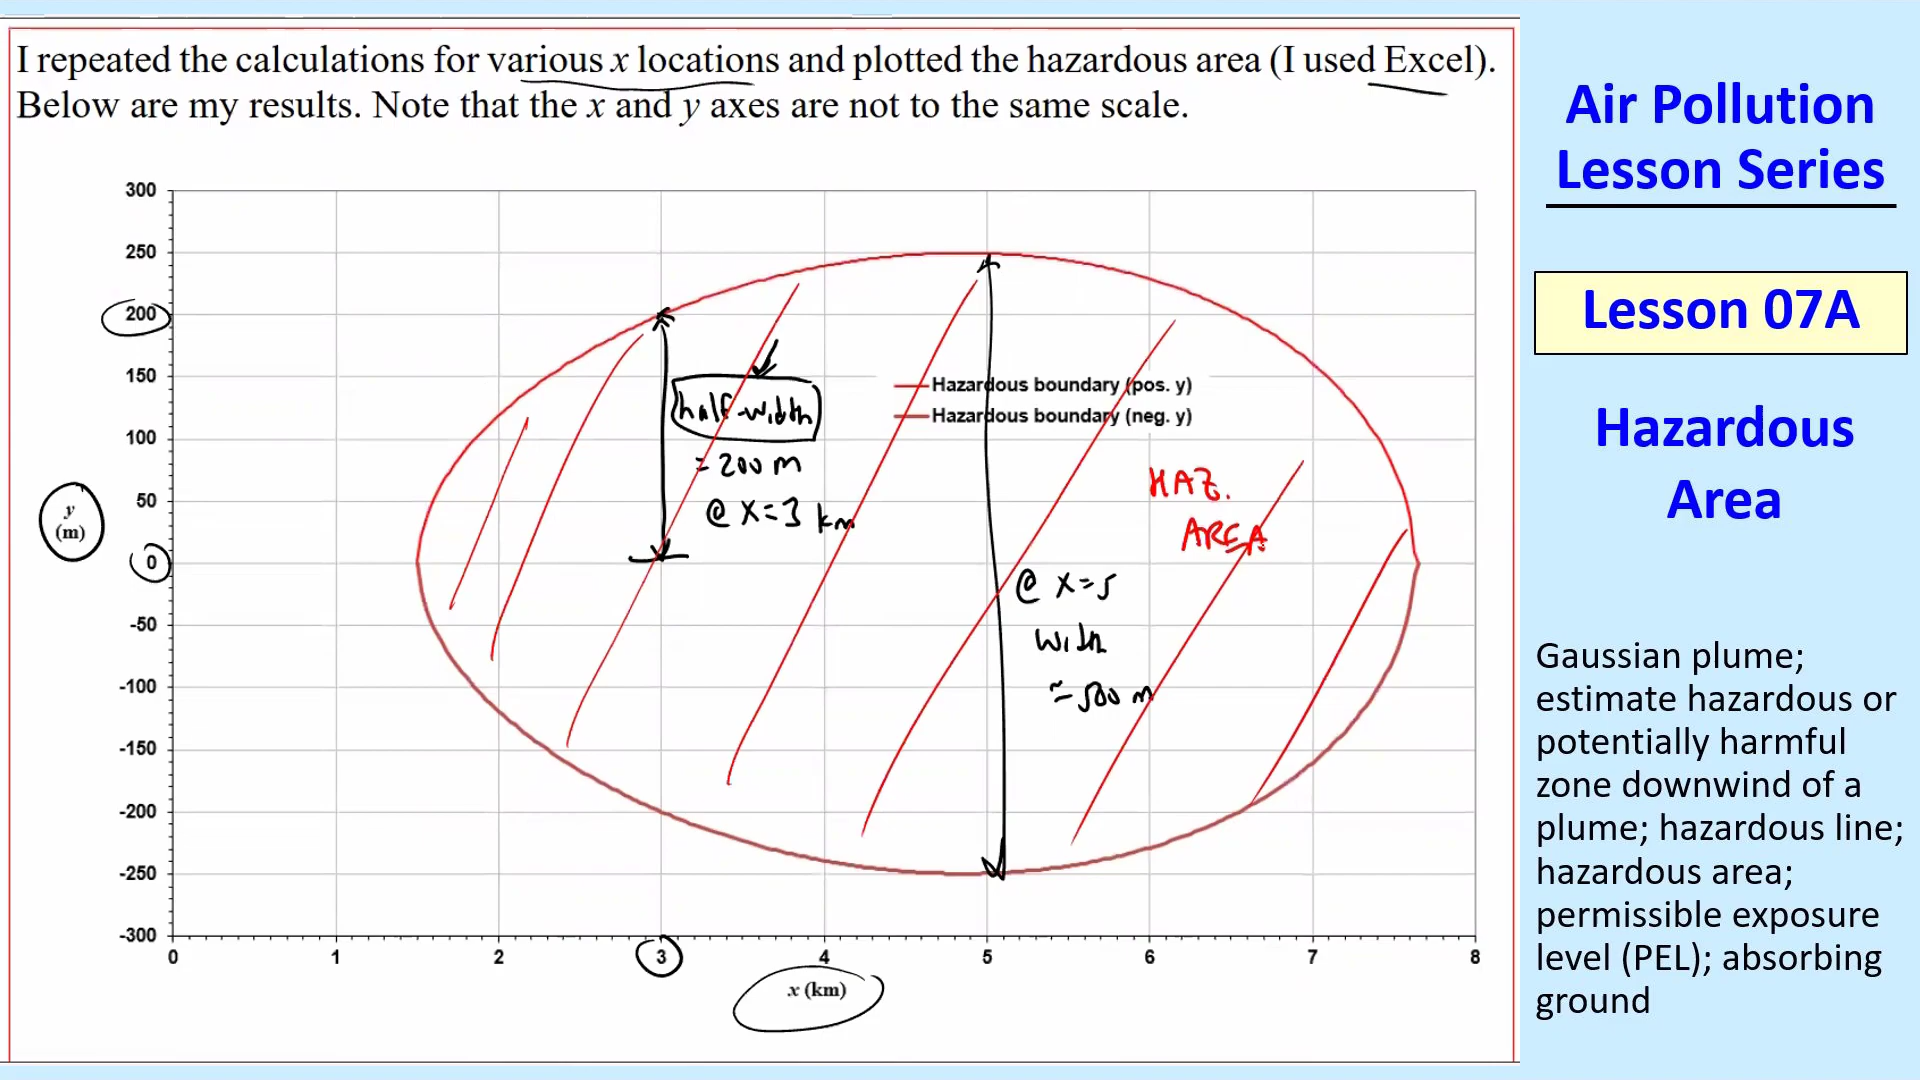 I repeated the calculations for various x locations and plotted the hazardous area (I used Excel).
Below are my results. Note that the x and y axes are not to the same scale.
300
250
200
150
100
50
0
-50
-100
-150
-200
-250
-300
y
(m)
0
1
2
3
4
5
6
7
8
x (km)
Hazardous boundary (pos. y)
Hazardous boundary (neg. y)
half-width
= 200 m
@ x=3 km
HAZ.
AREA
@ x=5
width
≈ 500 m
Air Pollution
Lesson Series
Lesson 07A
Hazardous
Area
Gaussian plume;
estimate hazardous or
potentially harmful
zone downwind of a
plume; hazardous line;
hazardous area;
permissible exposure
level (PEL); absorbing
ground